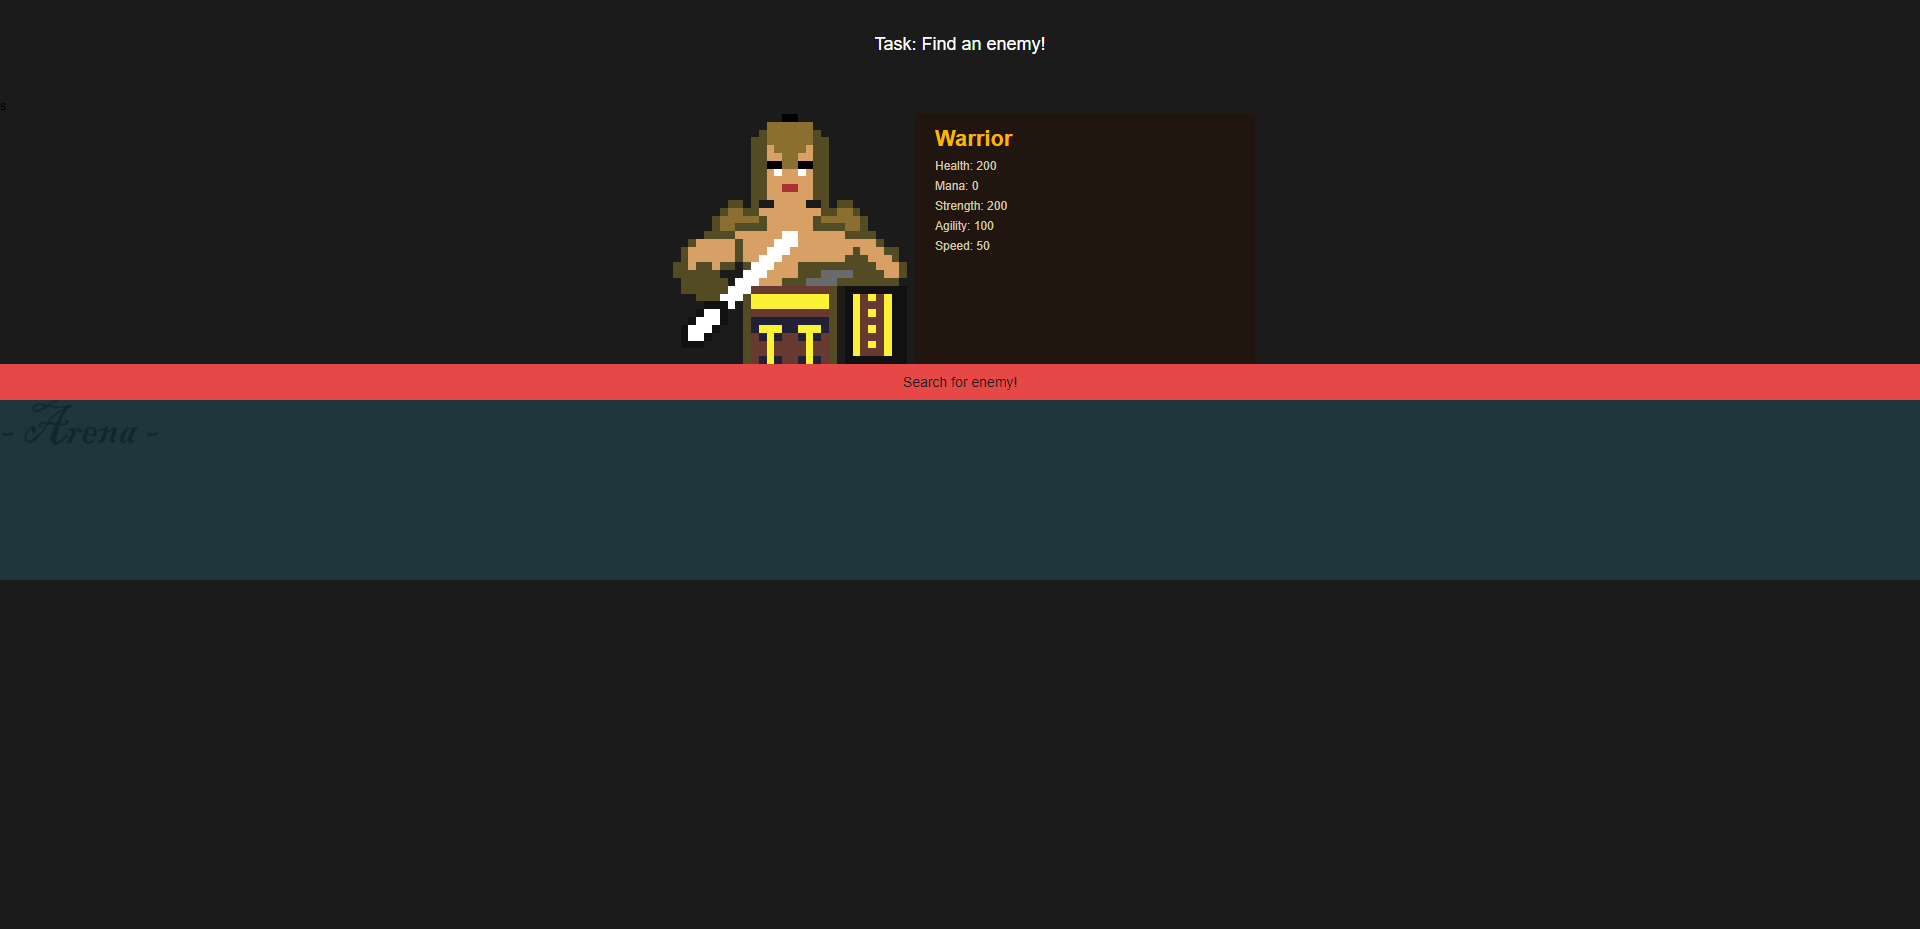 Task: Find an enemy!
s
Warrior
Health: 200
Mana: 0
Strength: 200
Agility: 100
Speed: 50
Search for enemy!
- Arena -